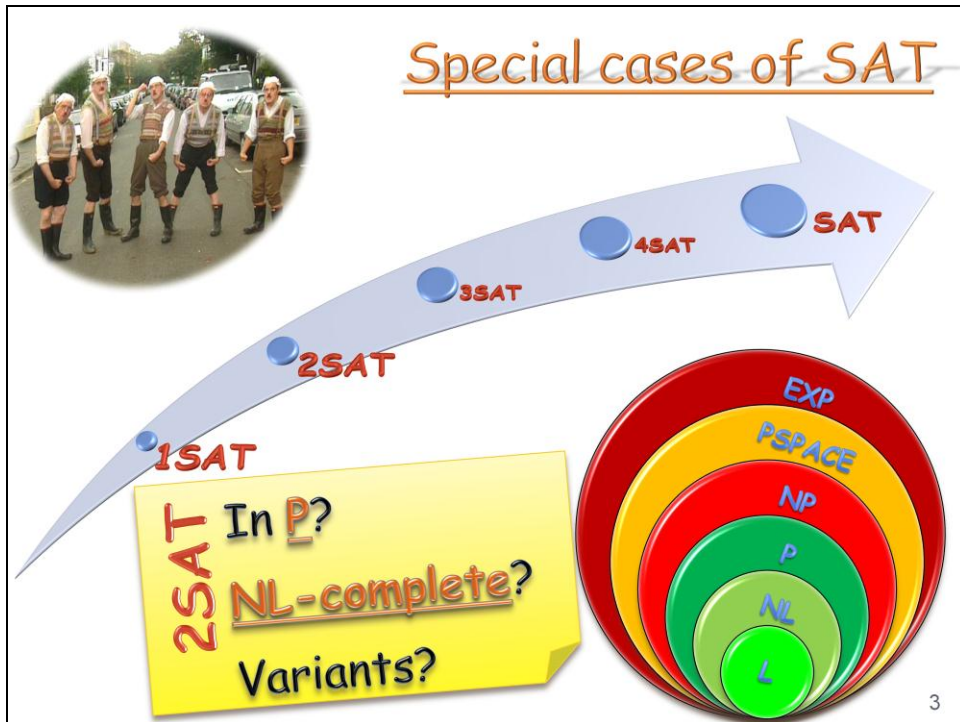 Special cases of SAT
SAT
4SAT
3SAT
2SAT
1SAT
2SAT
In P?
NL-complete?
Variants?
EXP
PSPACE
NP
P
NL
L
3